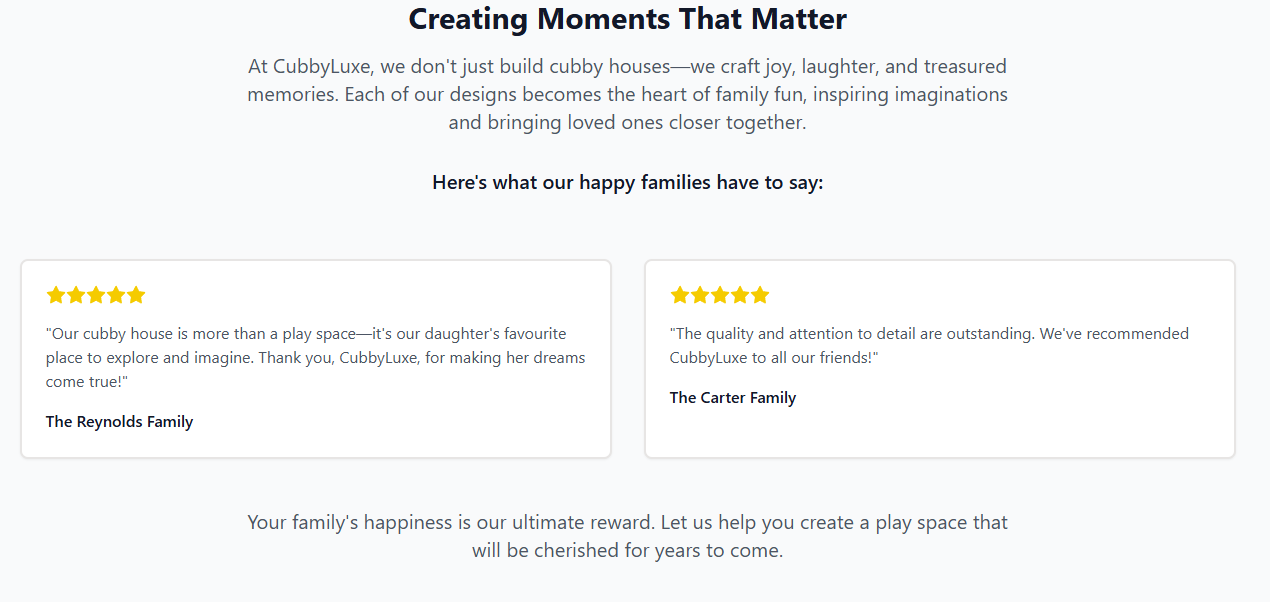 Creating Moments That Matter
At CubbyLuxe, we don't just build cubby houses—we craft joy, laughter, and treasured
memories. Each of our designs becomes the heart of family fun, inspiring imaginations
and bringing loved ones closer together.
Here's what our happy families have to say:
"Our cubby house is more than a play space—it's our daughter's favourite
place to explore and imagine. Thank you, CubbyLuxe, for making her dreams
come true!"
The Reynolds Family
"The quality and attention to detail are outstanding. We've recommended
CubbyLuxe to all our friends!"
The Carter Family
Your family's happiness is our ultimate reward. Let us help you create a play space that
will be cherished for years to come.